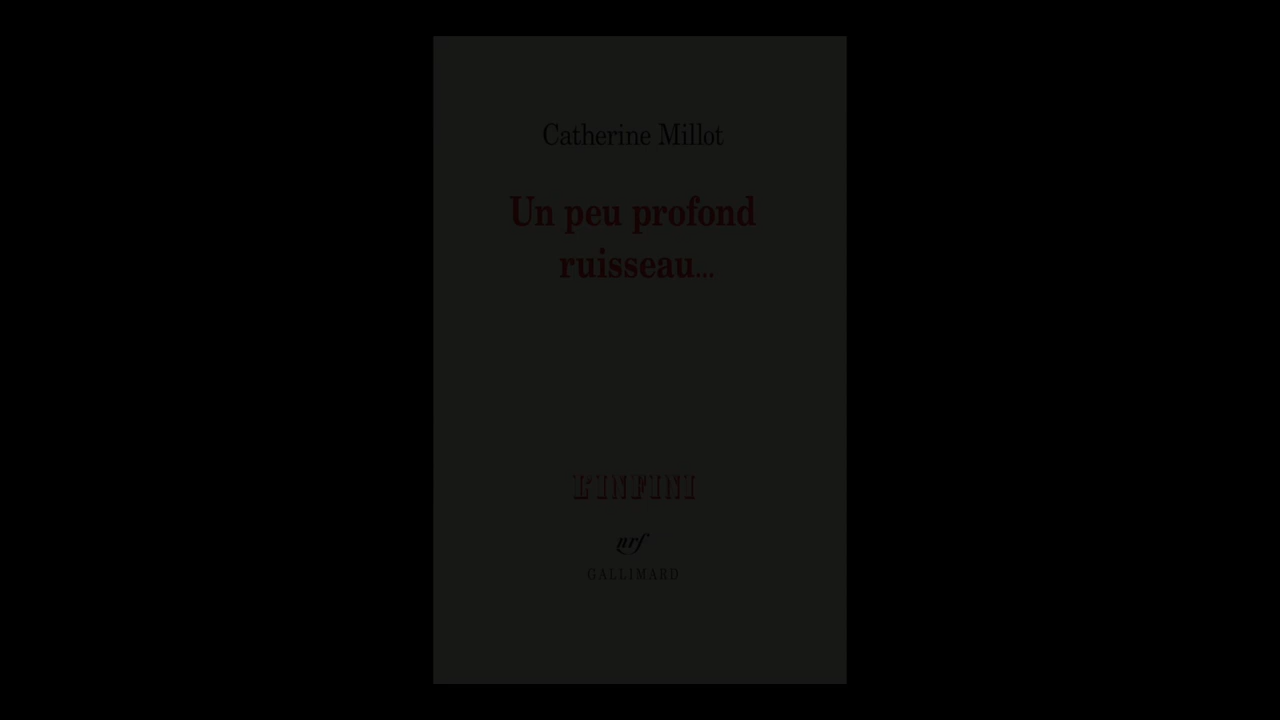 Catherine Millot
Un peu profond
ruisseau...
L'INFINI
nrf
GALLIMARD